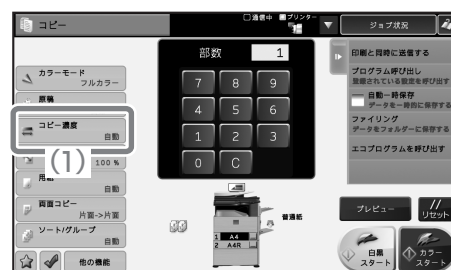 コピー
通信中
プリンター
ジョブ状況
部数
1
カラーモード
フルカラー
原稿
コピー濃度
自動
(1)
100 %
用紙
自動
両面コピー
片面->片面
ソート/グループ
自動
他の機能
7 8 9
4 5 6
1 2 3
0 C
普通紙
1 A4
2 A4R
印刷と同時に送信する
プログラム呼び出し
登録されている設定を呼び出す
自動一時保存
データを一時的に保存する
ファイリング
データをフォルダーに保存する
エコプログラムを呼び出す
プレビュー
リセット
白黒
スタート
カラー
スタート